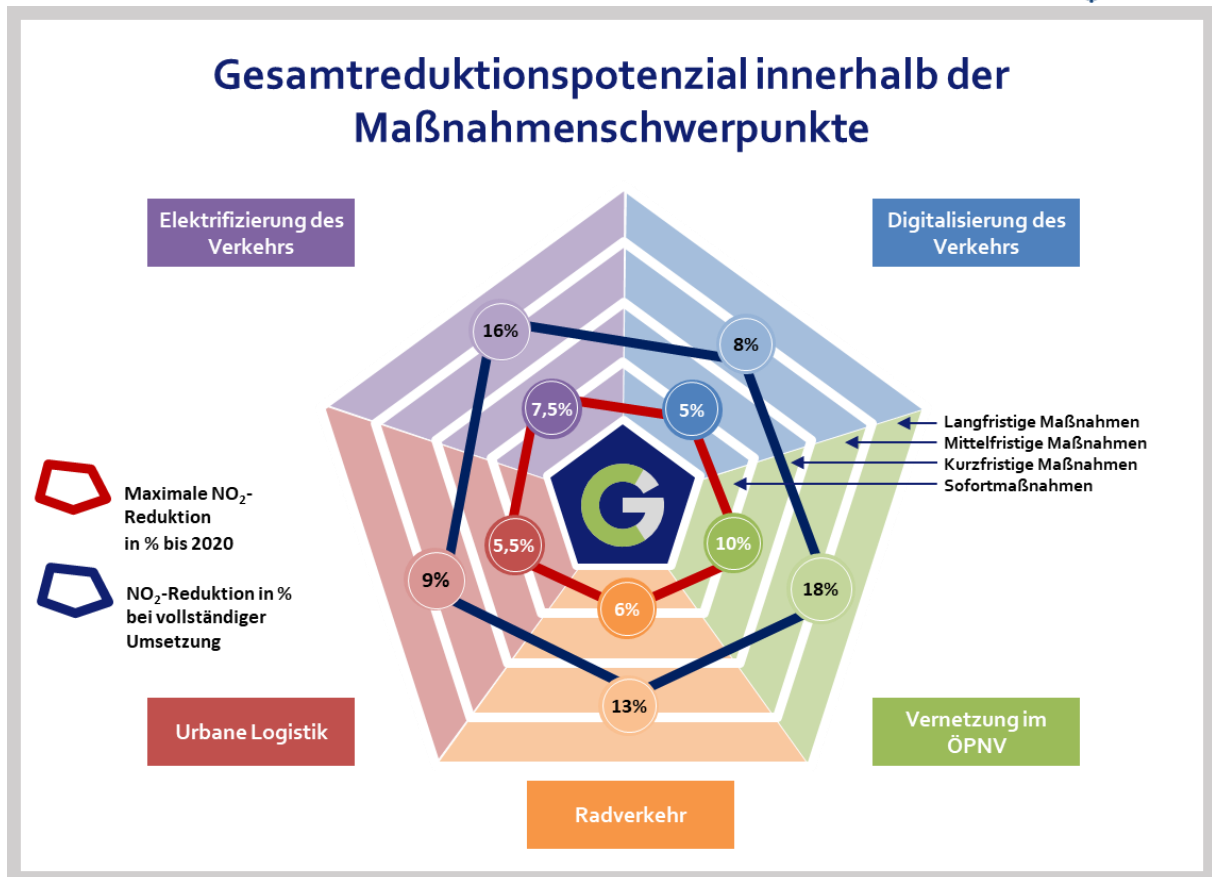 Gesamtreduktionspotenzial innerhalb der
Maßnahmenschwerpunkte
Elektrifizierung des
Verkehrs
Digitalisierung des
Verkehrs
16%
8%
7,5%
5%
Langfristige Maßnahmen
Mittelfristige Maßnahmen
Kurzfristige Maßnahmen
Sofortmaßnahmen
Maximale NO₂-
Reduktion
in % bis 2020
5,5%
10%
9%
18%
6%
NO₂-Reduktion in %
bei vollständiger
Umsetzung
13%
Urbane Logistik
Vernetzung im
ÖPNV
Radverkehr